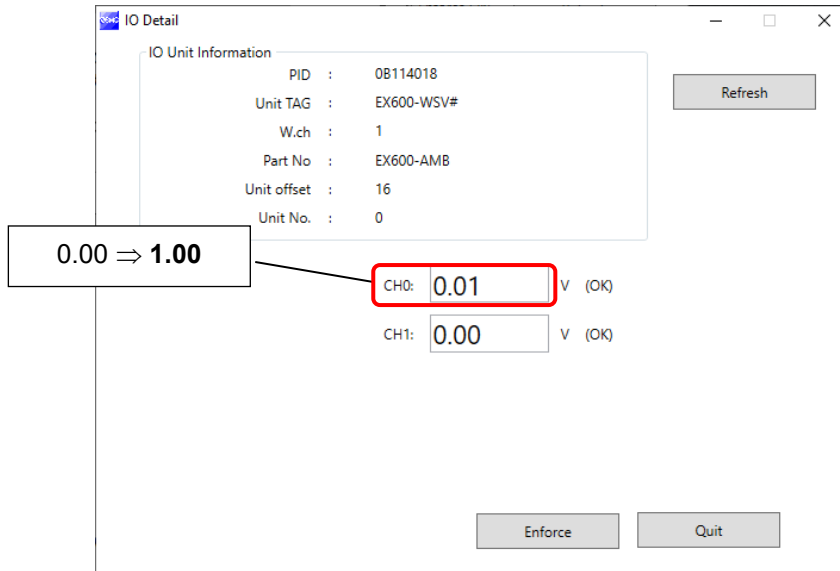 IO Detail
IO Unit Information
PID : 0B114018
Unit TAG : EX600-WSV#
W.ch : 1
Part No : EX600-AMB
Unit offset : 16
Unit No. : 0
Refresh
0.00 ⇒ 1.00
CH0: 0.01 V (OK)
CH1: 0.00 V (OK)
Enforce Quit